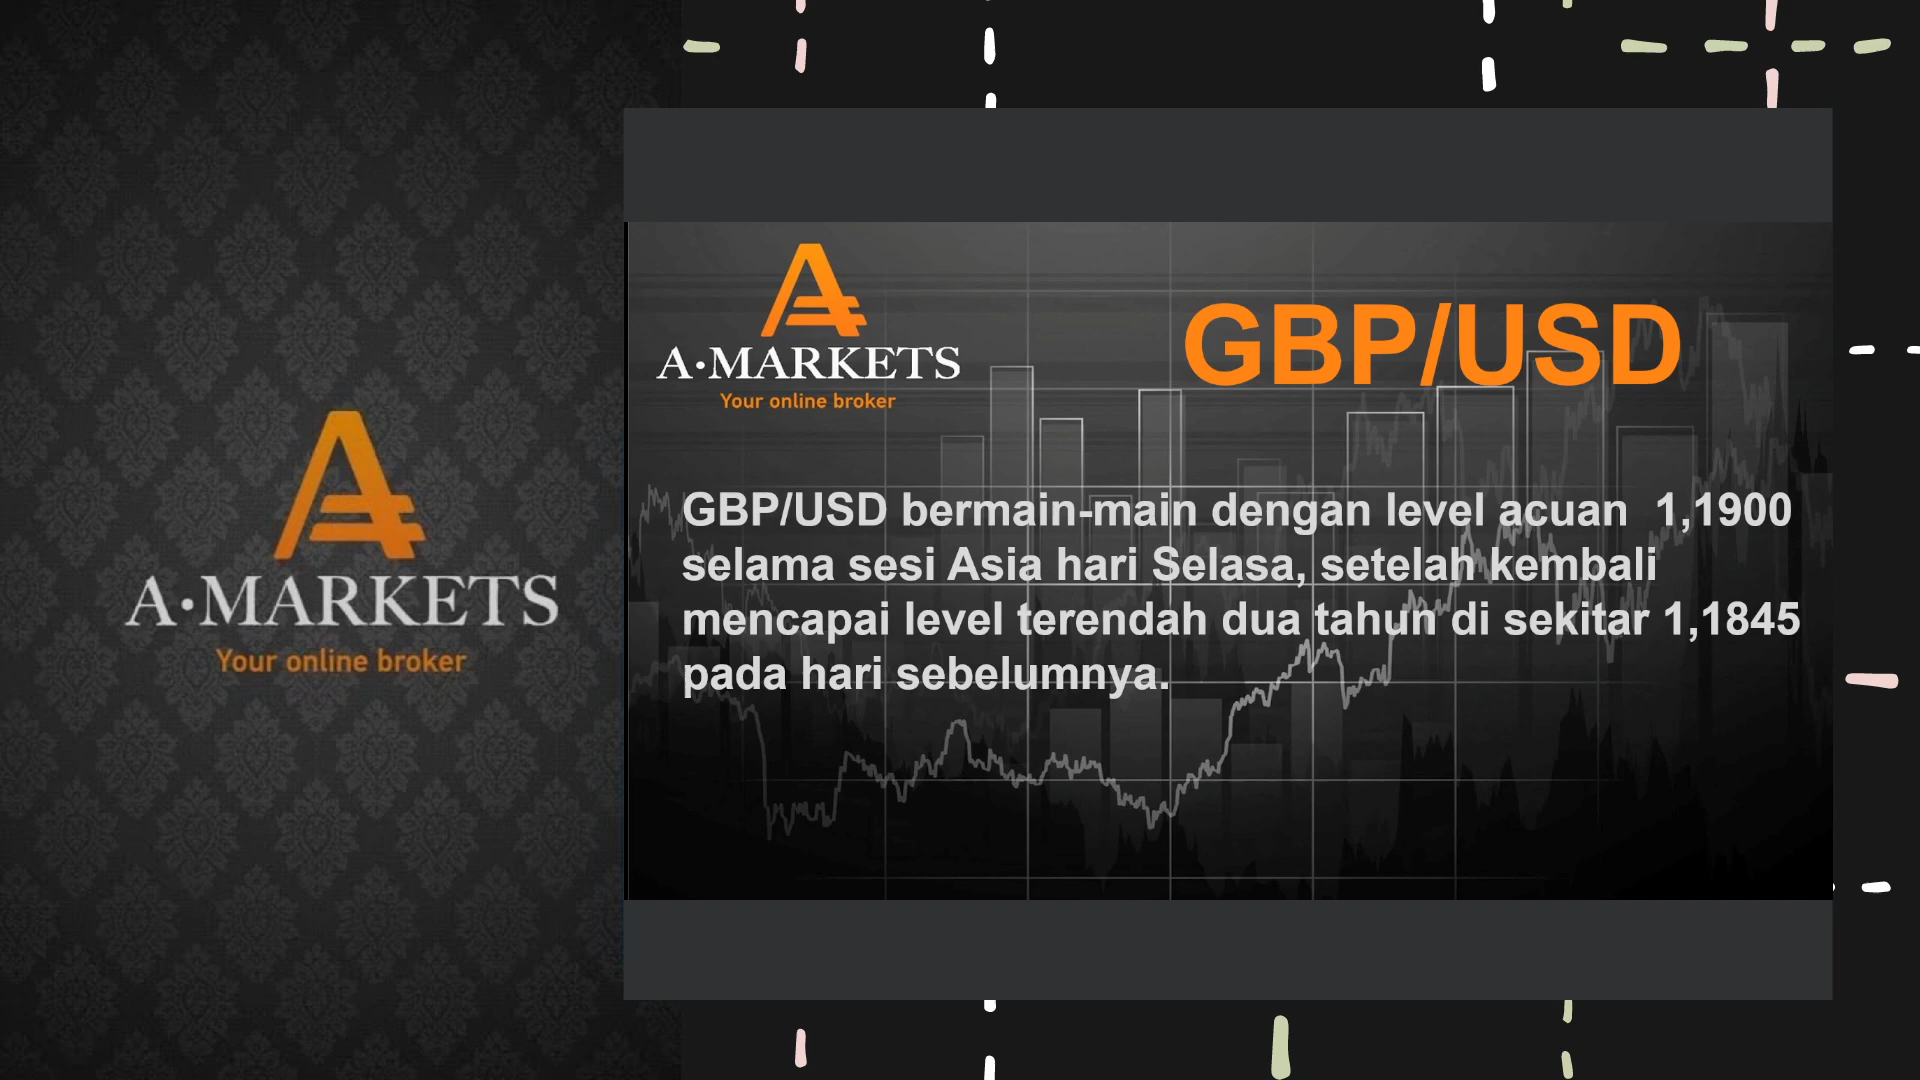 A·MARKETS
Your online broker
A·MARKETS
Your online broker
GBP/USD
GBP/USD bermain-main dengan level acuan 1,1900
selama sesi Asia hari Selasa, setelah kembali
mencapai level terendah dua tahun di sekitar 1,1845
pada hari sebelumnya.